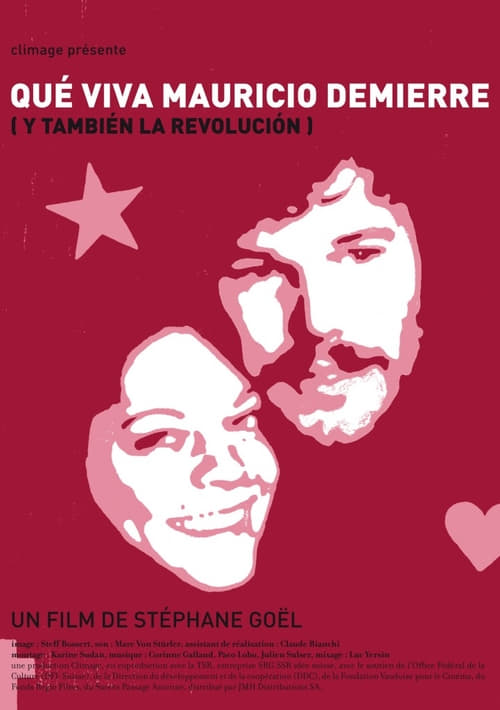 climage présente
QUÉ VIVA MAURICIO DEMIERRE
( Y TAMBIÉN LA REVOLUCIÓN )
UN FILM DE STÉPHANE GOËL
image : Steff Bossert, son : Marc Von Stürler, assistant de réalisation : Claude Bianchi
montage : Karine Sudan, musique : Corinne Galland, Paco Lobo, Julien Sulser, mixage : Luc Yersin
une production Climage, en coproduction avec la TSR, entreprise SRG SSR idée suisse, avec le soutien de l'Office Fédéral de la
Culture (DFI Suisse), de la Direction du développement et de la coopération (DDC), de la Fondation Vaudoise pour le Cinéma, du
Fonds Regio Films, du Suissimage, distribué par JMH Distributions SA.